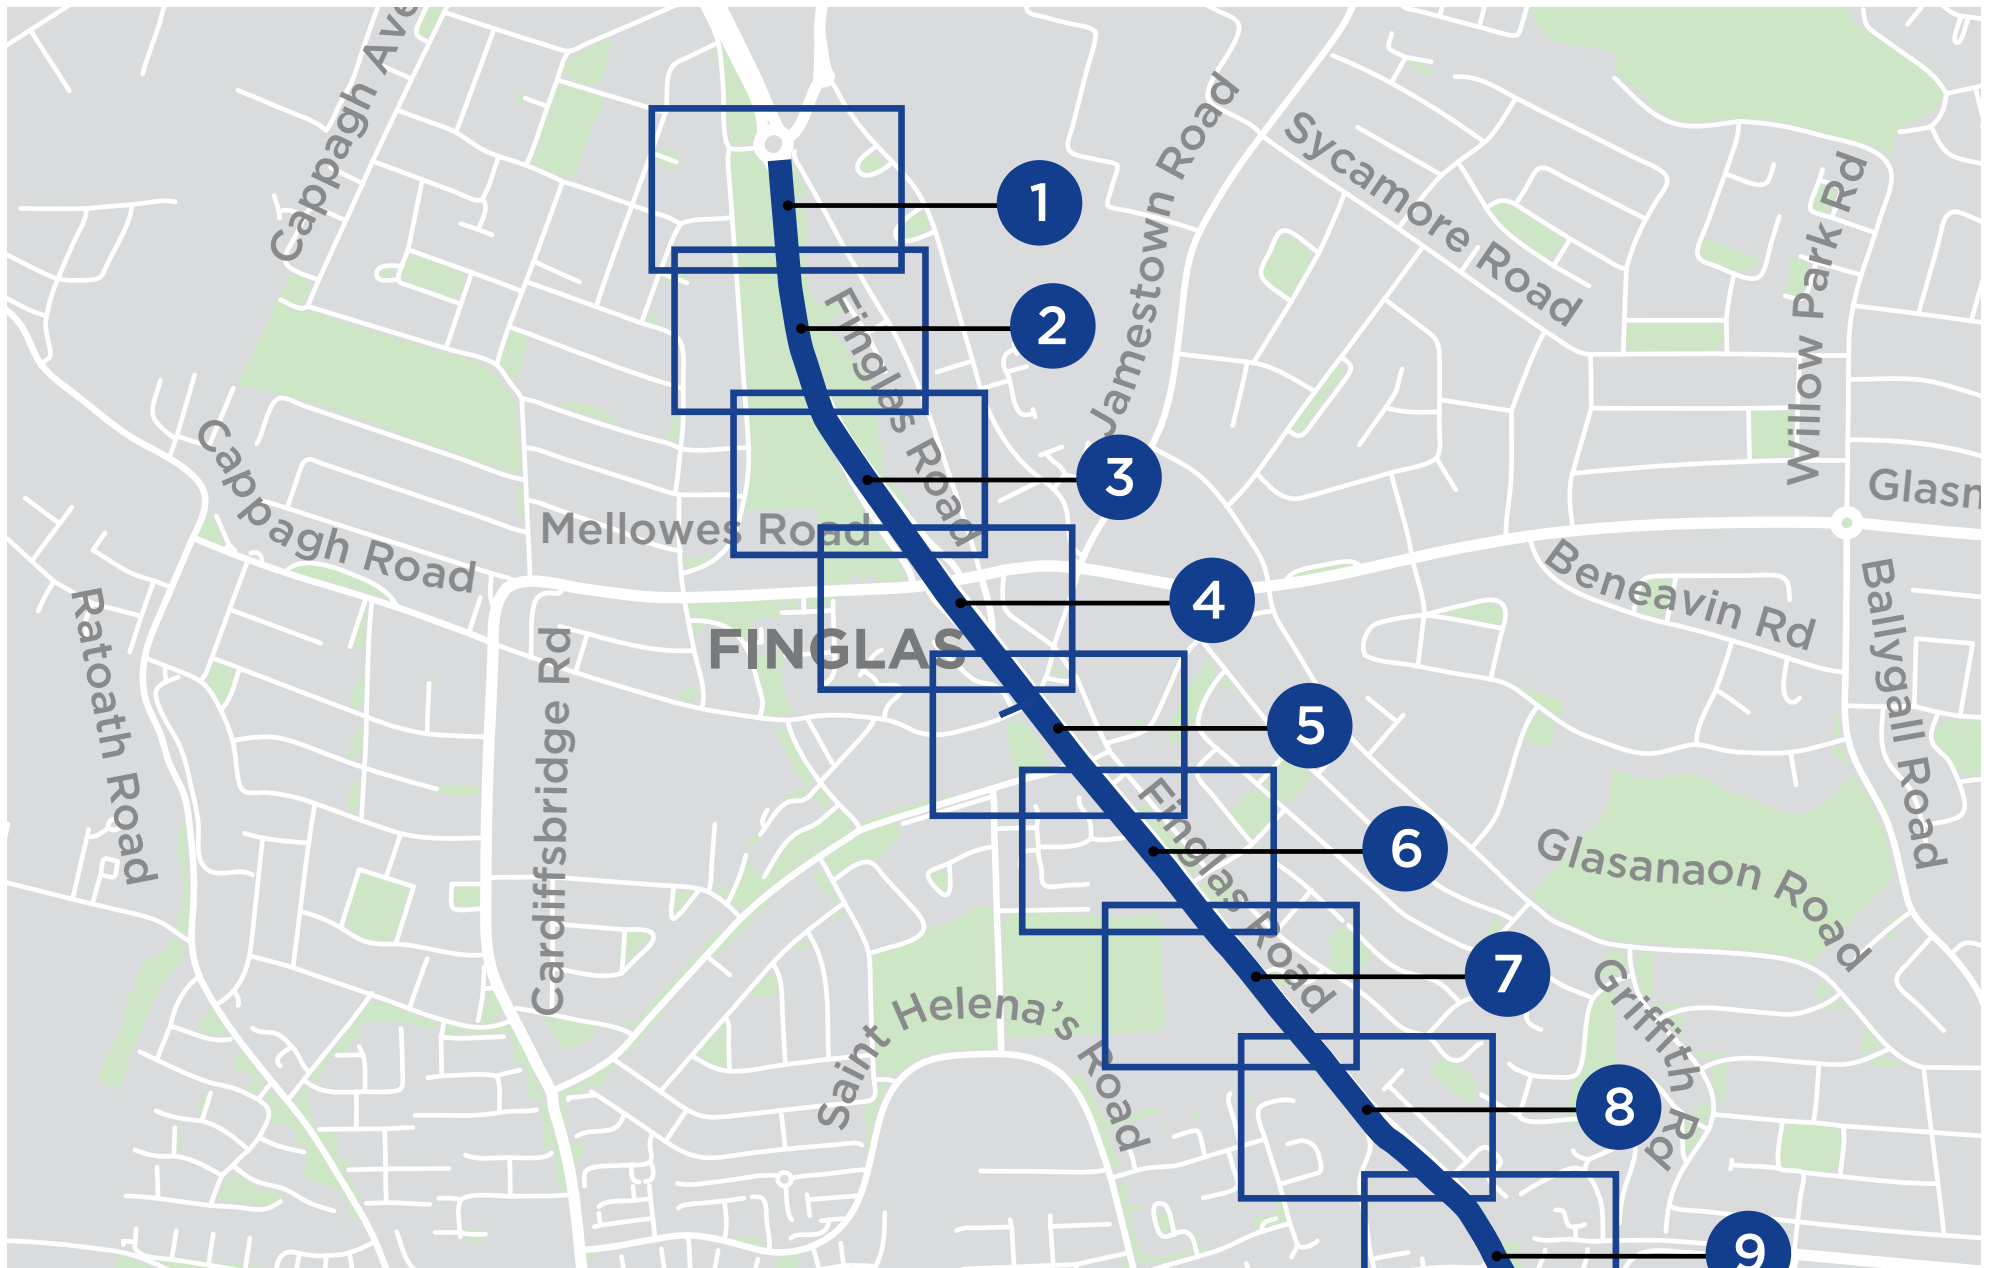 Cappagh Ave
1
Jamestown Road
Sycamore Road
Willow Park Rd
2
Finglas Road
Cappagh Road
3
Glasn
Mellowes Road
Beneavin Rd
4
Ratoath Road
FINGLAS
Cardiffsbridge Rd
Ballygall Road
5
Finglas Road
6
Glasanaon Road
7
Saint Helena's Road
Griffith Rd
8
9